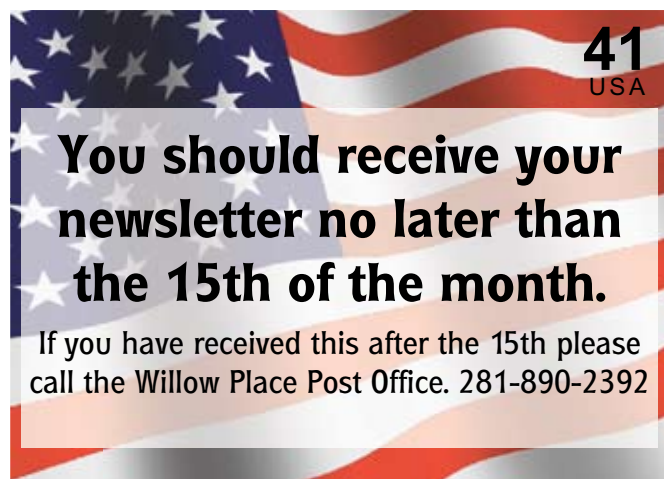 41
USA
You should receive your
newsletter no later than
the 15th of the month.
If you have received this after the 15th please
call the Willow Place Post Office. 281-890-2392